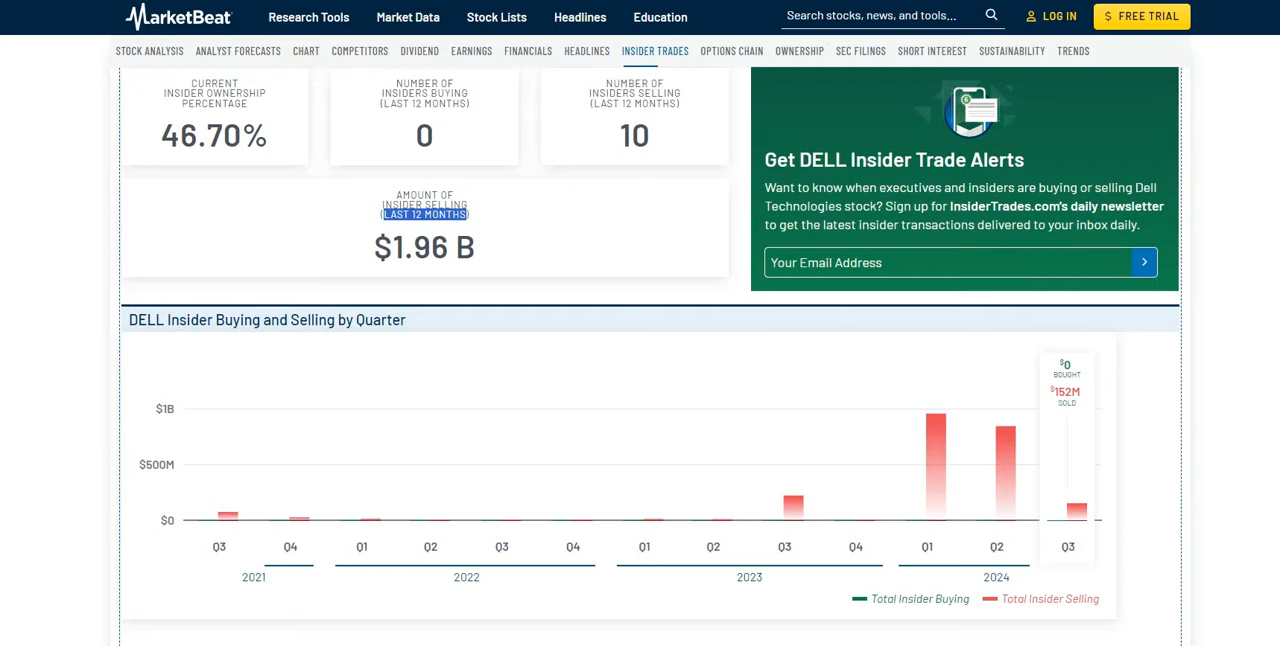 MarketBeat
Research Tools
Market Data
Stock Lists
Headlines
Education
Search stocks, news, and tools...
LOG IN
$ FREE TRIAL
STOCK ANALYSIS
ANALYST FORECASTS
CHART
COMPETITORS
DIVIDEND
EARNINGS
FINANCIALS
HEADLINES
INSIDER TRADES
OPTIONS CHAIN
OWNERSHIP
SEC FILINGS
SHORT INTEREST
SUSTAINABILITY
TRENDS
CURRENT
INSIDER OWNERSHIP
PERCENTAGE
46.70%
NUMBER OF
INSIDERS BUYING
(LAST 12 MONTHS)
0
NUMBER OF
INSIDERS SELLING
(LAST 12 MONTHS)
10
AMOUNT OF
INSIDER SELLING
(LAST 12 MONTHS)
$1.96 B
Get DELL Insider Trade Alerts
Want to know when executives and insiders are buying or selling Dell
Technologies stock? Sign up for InsiderTrades.com's daily newsletter
to get the latest insider transactions delivered to your inbox daily.
Your Email Address
DELL Insider Buying and Selling by Quarter
$0
BOUGHT
$152M
SOLD
$1B
$500M
$0
Q3 Q4 Q1 Q2 Q3 Q4 Q1 Q2 Q3 Q4 Q1 Q2 Q3
2021 2022 2023 2024
Total Insider Buying
Total Insider Selling